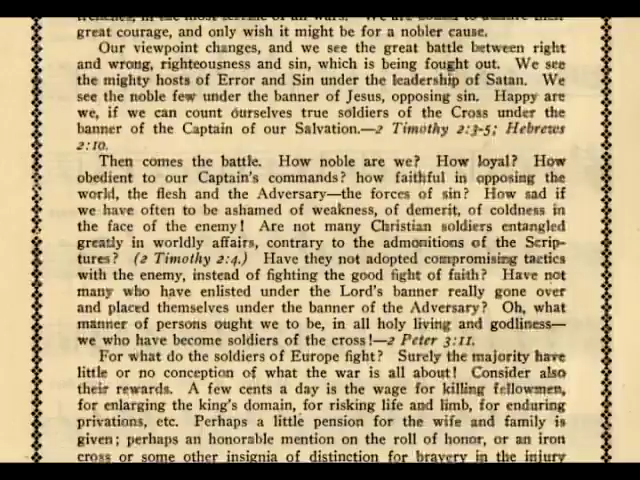 great courage, and only wish it might be for a nobler cause.
Our viewpoint changes, and we see the great battle between right
and wrong, righteousness and sin, which is being fought out. We see
the mighty hosts of Error and Sin under the leadership of Satan. We
see the noble few under the banner of Jesus, opposing sin. Happy are
we, if we can count ourselves true soldiers of the Cross under the
banner of the Captain of our Salvation.—2 Timothy 2:3-5; Hebrews
2:10.
Then comes the battle. How noble are we? How loyal? How
obedient to our Captain's commands? how faithful in opposing the
world, the flesh and the Adversary—the forces of sin? How sad if
we have often to be ashamed of weakness, of demerit, of coldness in
the face of the enemy! Are not many Christian soldiers entangled
greatly in worldly affairs, contrary to the admonitions of the Scrip-
tures? (2 Timothy 2:4.) Have they not adopted compromising tactics
with the enemy, instead of fighting the good fight of faith? Have not
many who have enlisted under the Lord's banner really gone over
and placed themselves under the banner of the Adversary? Oh, what
manner of persons ought we to be, in all holy living and godliness—
we who have become soldiers of the cross!—2 Peter 3:11.
For what do the soldiers of Europe fight? Surely the majority have
little or no conception of what the war is all about! Consider also
their rewards. A few cents a day is the wage for killing fellowmen,
for enlarging the king's domain, for risking life and limb, for enduring
privations, etc. Perhaps a little pension for the wife and family is
given; perhaps an honorable mention on the roll of honor, or an iron
cross or some other insignia of distinction for bravery in the injury